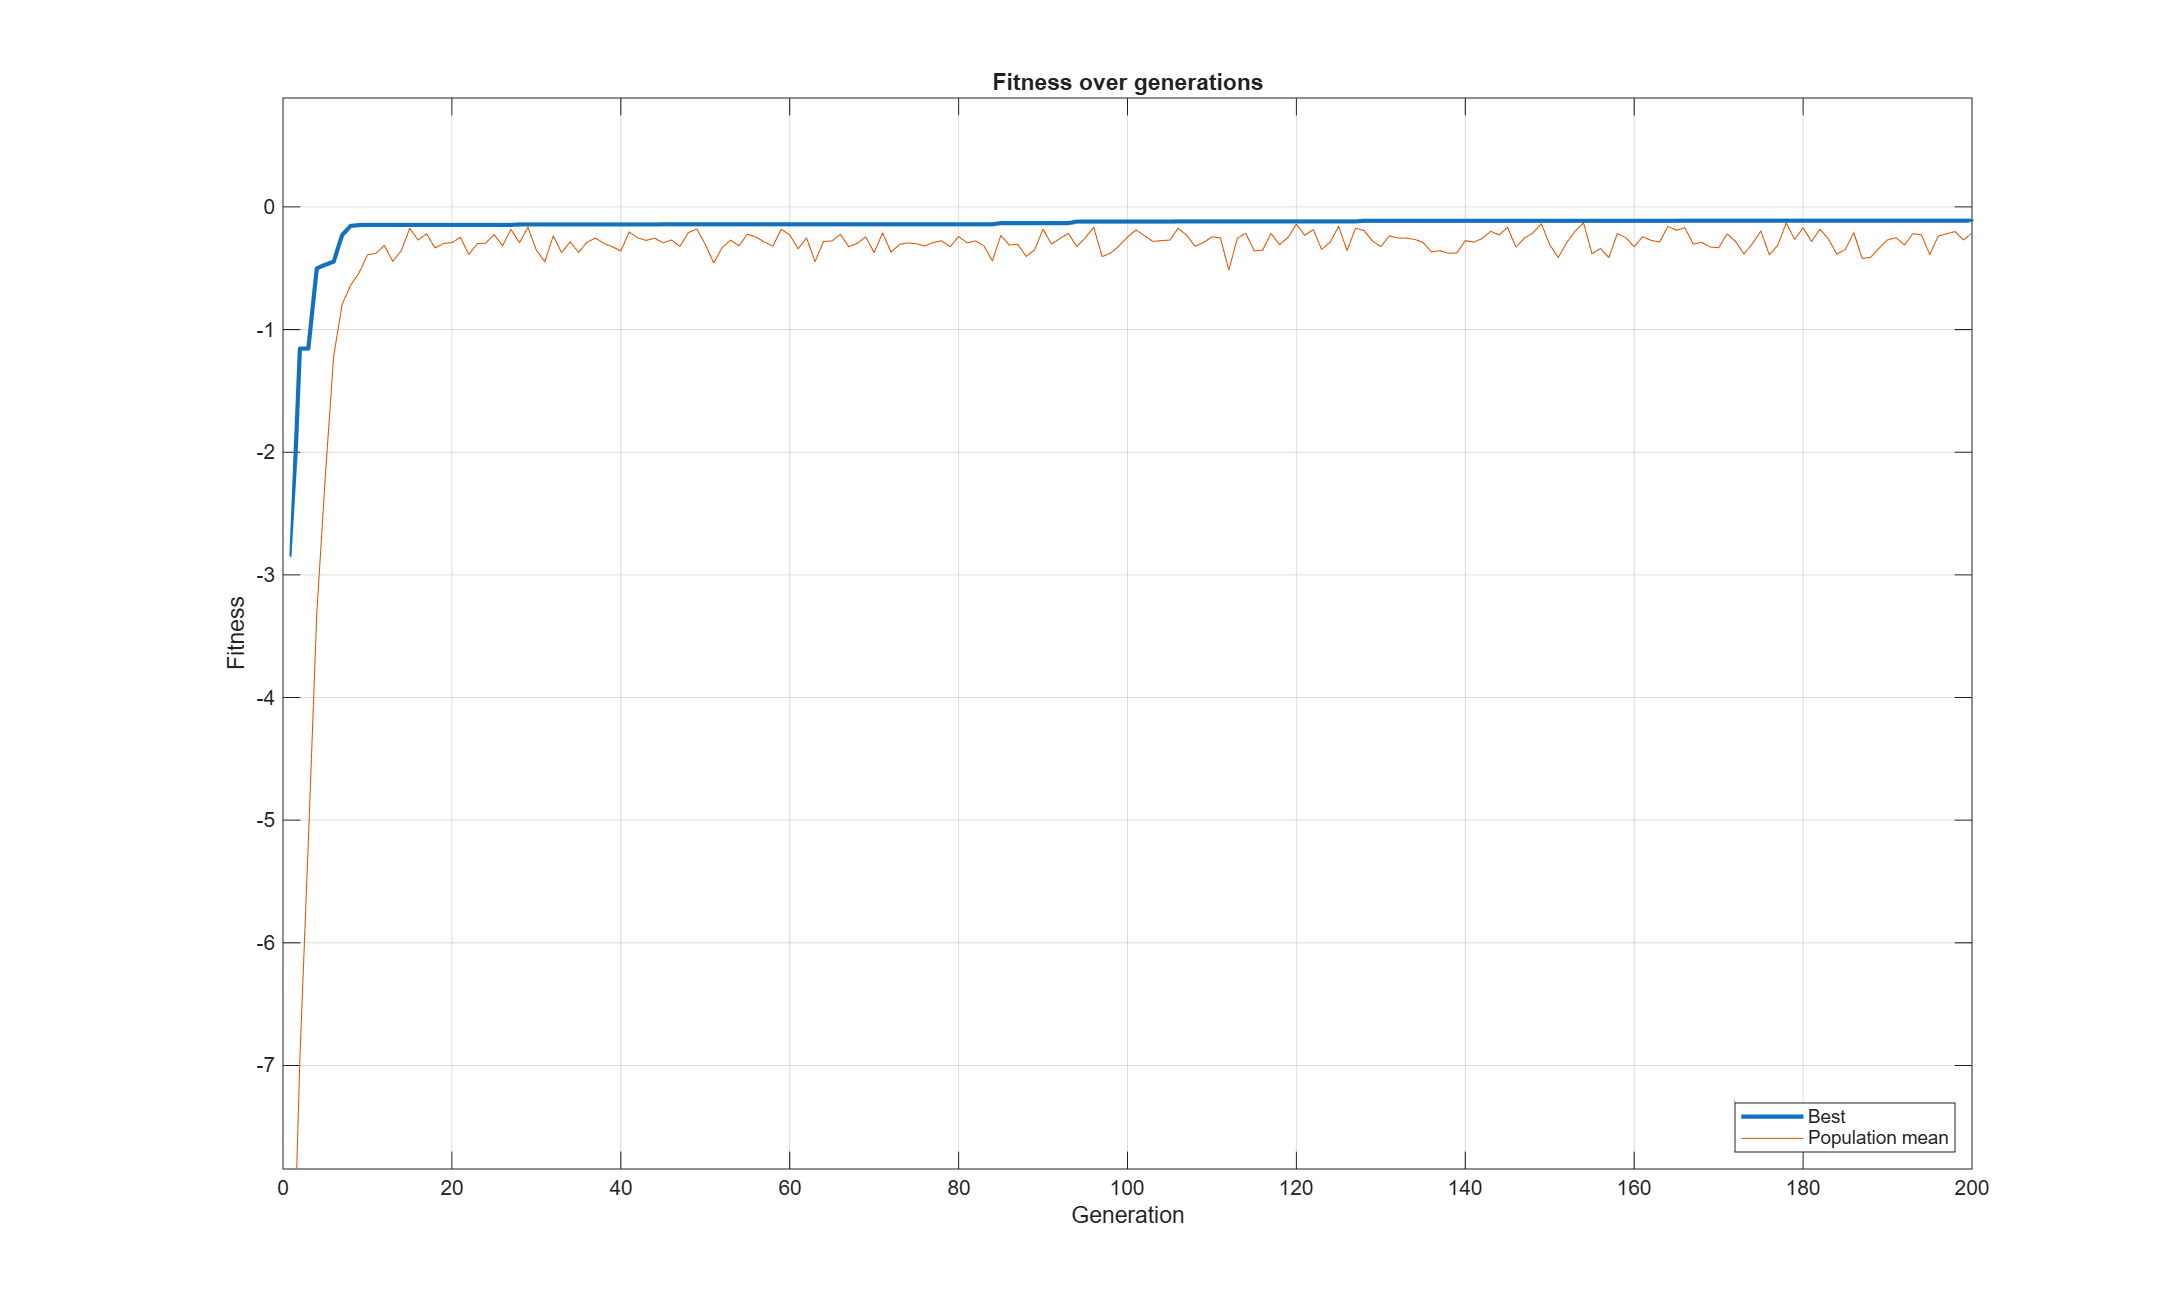 Fitness over generations
0
-1
-2
-3
-4
-5
-6
-7
Fitness
0 20 40 60 80 100 120 140 160 180 200
Generation
Best
Population mean